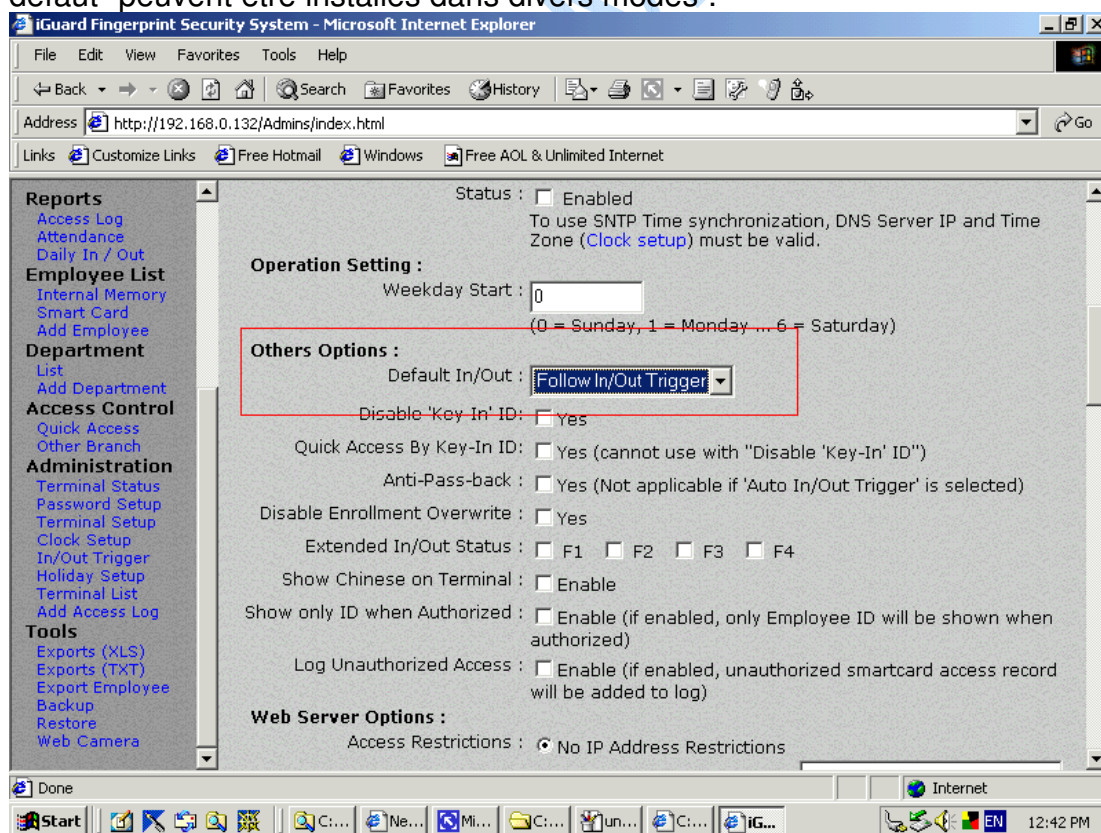 défaut" peuvent être installés dans divers modes :
iGuard Fingerprint Security System - Microsoft Internet Explorer
File Edit View Favorites Tools Help
Back Search Favorites History
Address http://192.168.0.132/Admins/index.html Go
Links Customize Links Free Hotmail Windows Free AOL & Unlimited Internet
Reports
Access Log
Attendance
Daily In / Out
Employee List
Internal Memory
Smart Card
Add Employee
Department
List
Add Department
Access Control
Quick Access
Other Branch
Administration
Terminal Status
Password Setup
Terminal Setup
Clock Setup
In/Out Trigger
Holiday Setup
Terminal List
Add Access Log
Tools
Exports (XLS)
Exports (TXT)
Export Employee
Backup
Restore
Web Camera
Status : Enabled
To use SNTP Time synchronization, DNS Server IP and Time
Zone (Clock setup) must be valid.
Operation Setting :
Weekday Start : 0
(0 = Sunday, 1 = Monday ... 6 = Saturday)
Others Options :
Default In/Out : Follow In/Out Trigger
Disable 'Key-In' ID: Yes
Quick Access By Key-In ID: Yes (cannot use with "Disable 'Key-In' ID")
Anti-Pass-back : Yes (Not applicable if 'Auto In/Out Trigger' is selected)
Disable Enrollment Overwrite : Yes
Extended In/Out Status : F1 F2 F3 F4
Show Chinese on Terminal : Enable
Show only ID when Authorized : Enable (if enabled, only Employee ID will be shown when
authorized)
Log Unauthorized Access : Enable (if enabled, unauthorized smartcard access record
will be added to log)
Web Server Options :
Access Restrictions : No IP Address Restrictions
Done Internet
Start C:... Ne... Mi... C:... un... C:... iG... EN 12:42 PM